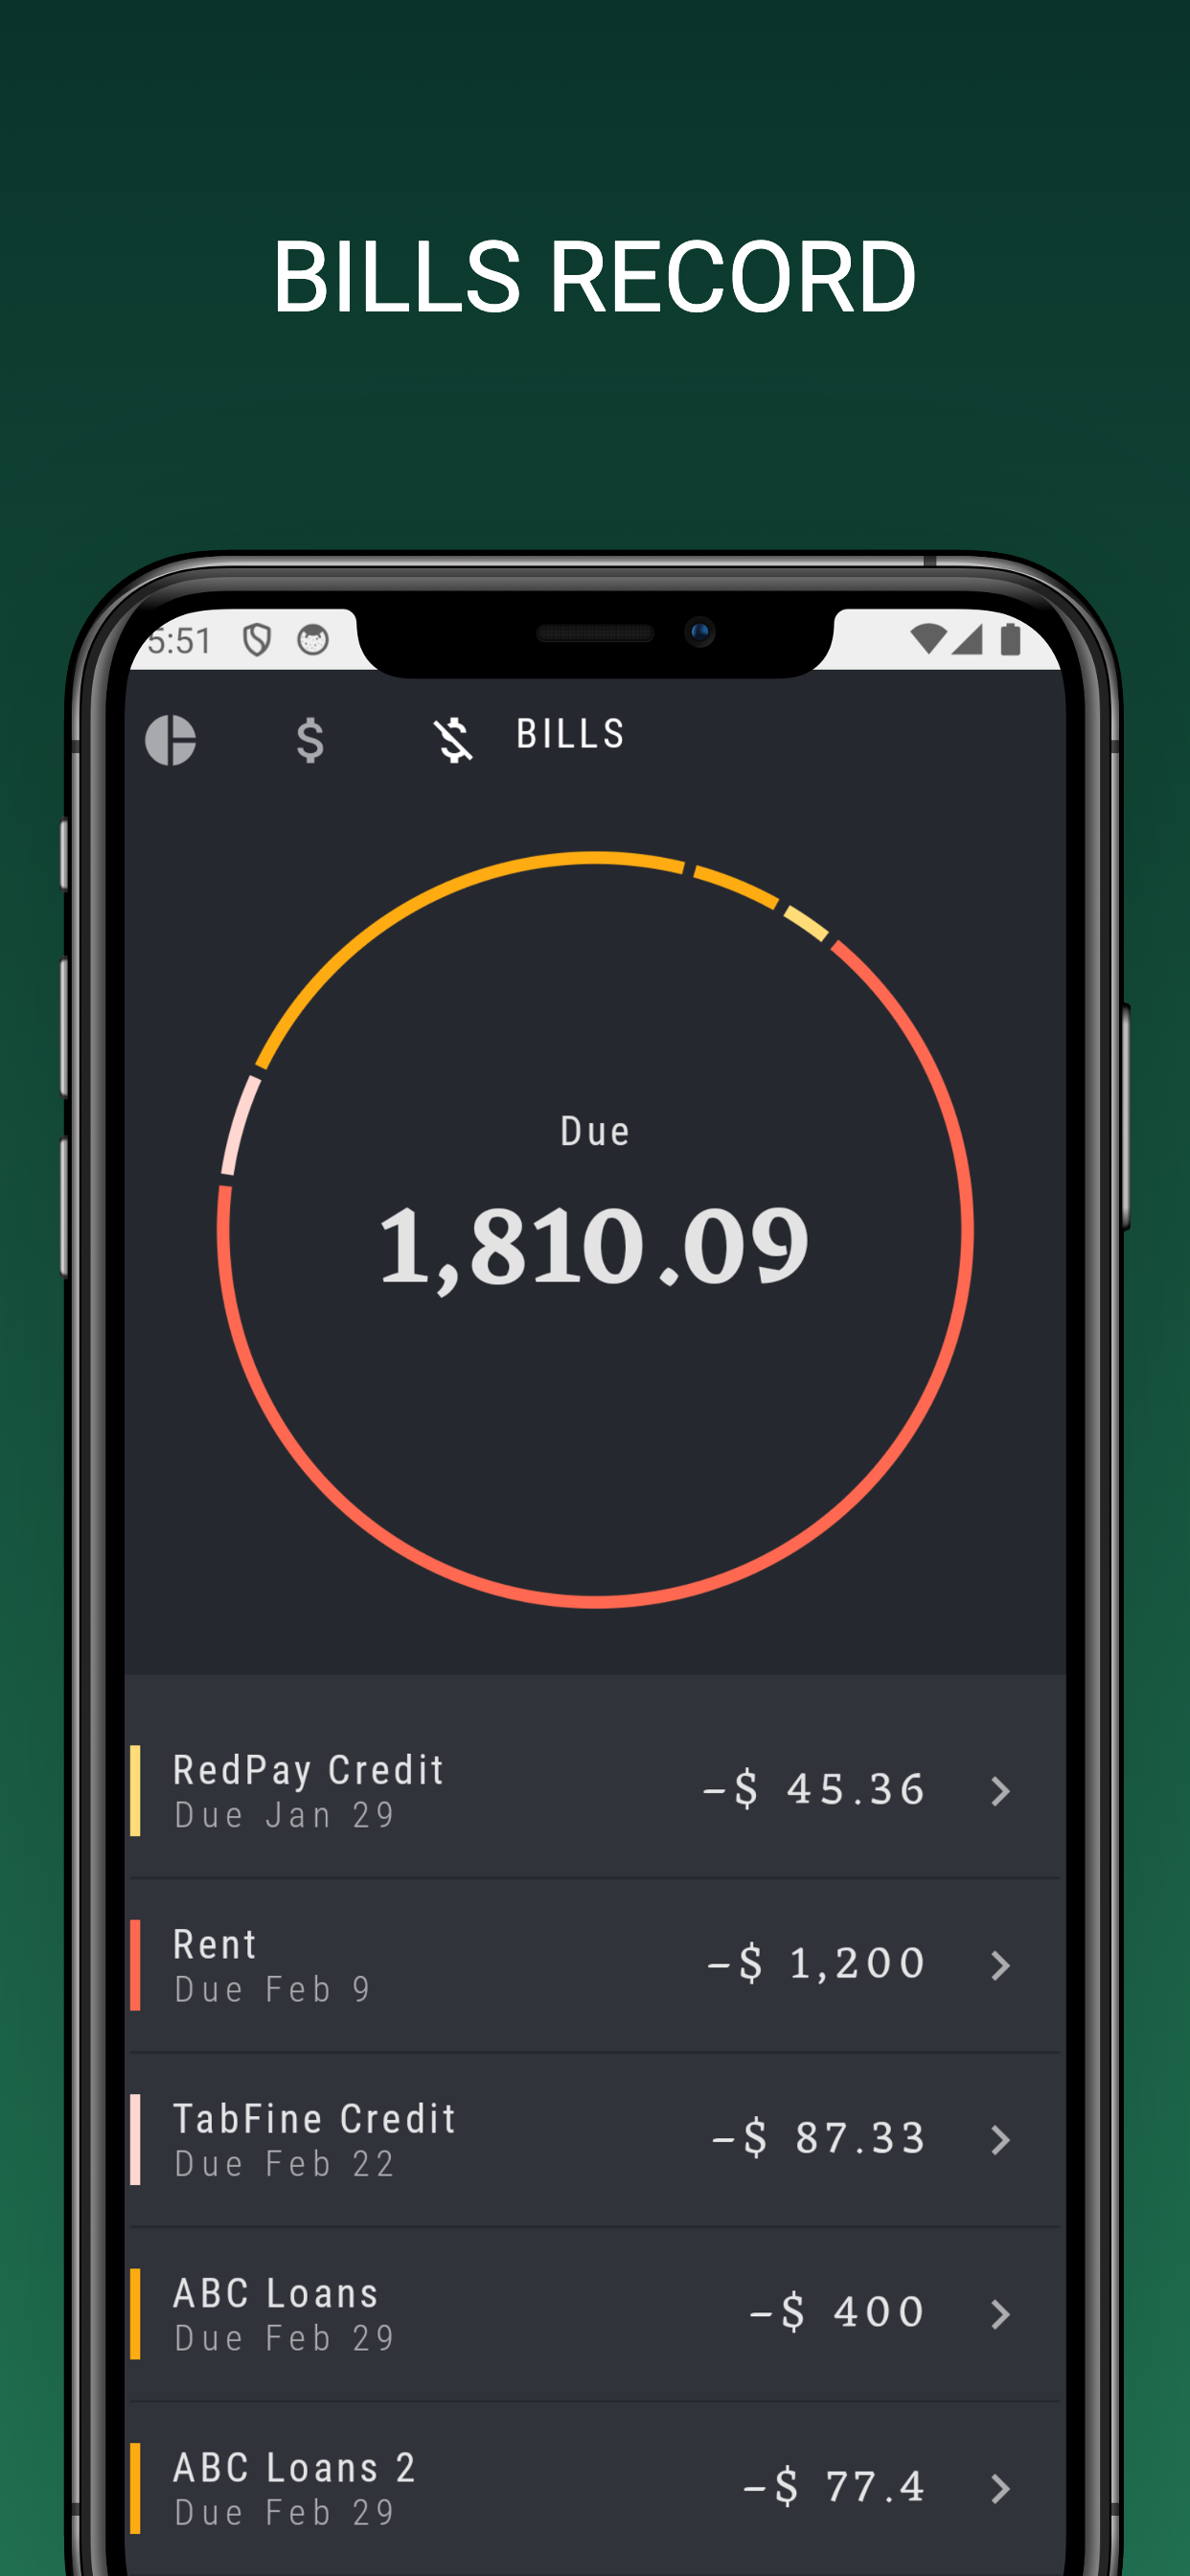 BILLS RECORD
5:51
BILLS
Due
1,810.09
RedPay Credit
Due Jan 29
–$ 45.36
Rent
Due Feb 9
–$ 1,200
TabFine Credit
Due Feb 22
–$ 87.33
ABC Loans
Due Feb 29
–$ 400
ABC Loans 2
Due Feb 29
–$ 77.4